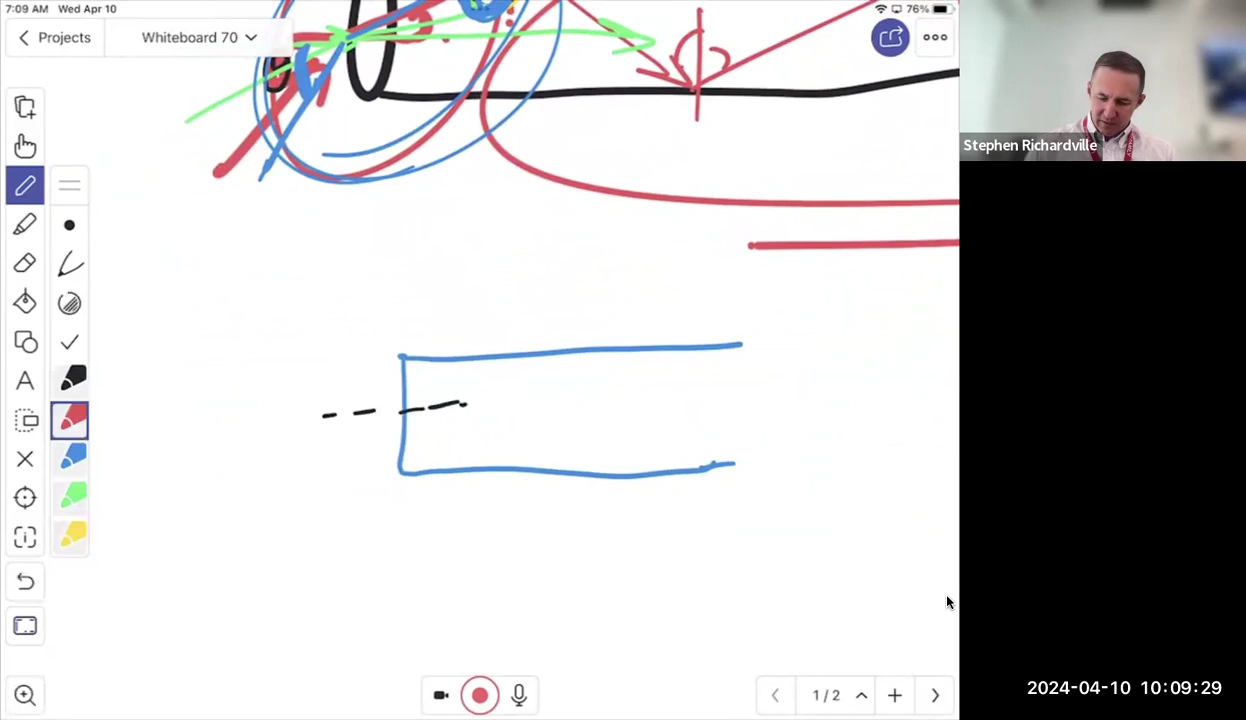 7:09 AM Wed Apr 10
76%
Projects
Whiteboard 70
Stephen Richardville
A
1/2
2024-04-10 10:09:29